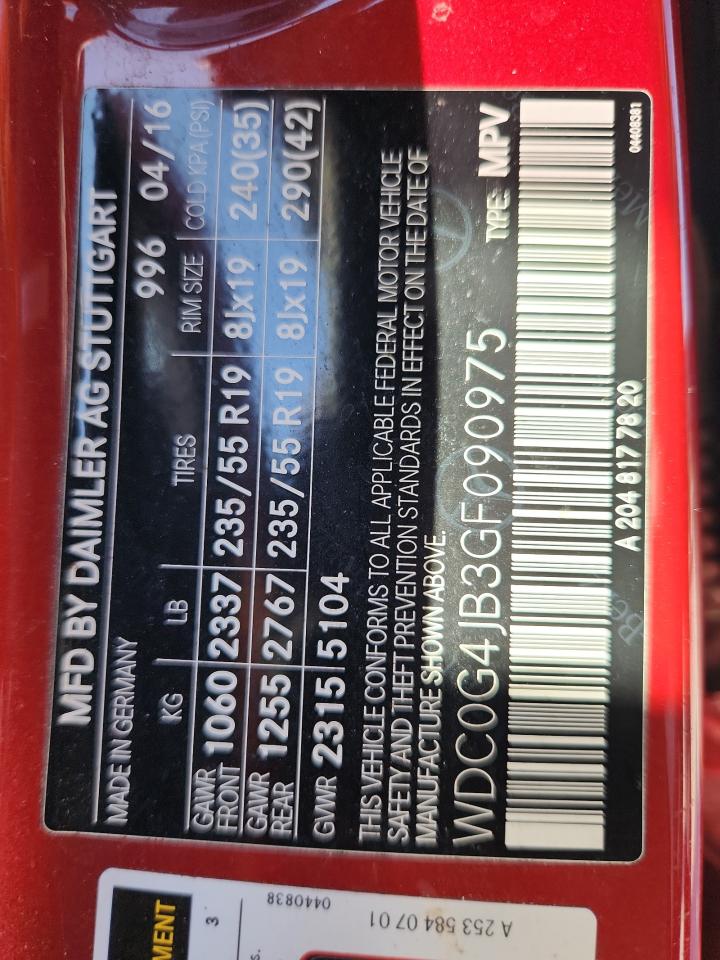 MFD BY DAIMLER AG STUTTGART
MADE IN GERMANY 996 04/16
KG LB TIRES RIM SIZE COLD KPA(PSI)
GAWR FRONT 1060 2337 235/55 R19 8Jx19 240(35)
GAWR REAR 1255 2767 235/55 R19 8Jx19 290(42)
GVWR 2315 5104
THIS VEHICLE CONFORMS TO ALL APPLICABLE FEDERAL MOTOR VEHICLE
SAFETY AND THEFT PREVENTION STANDARDS IN EFFECT ON THE DATE OF
MANUFACTURE SHOWN ABOVE.
WDC0G4JB3GF090975 TYPE: MPV
A 204 817 78 20
04408381
MENT
3
s.
0440838
A 253 584 07 01